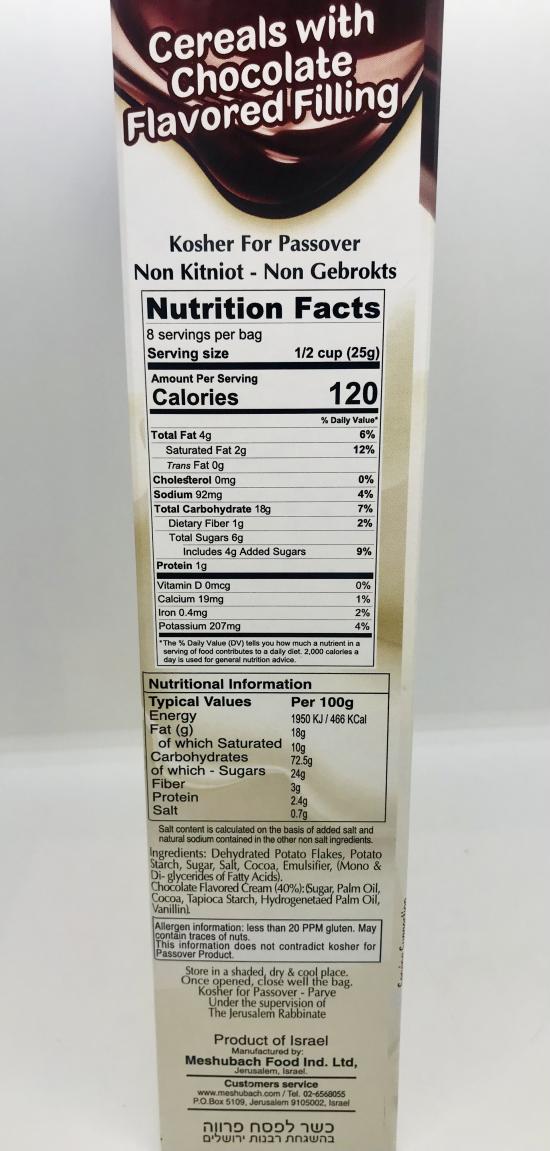 Cereals with
Chocolate
Flavored Filling
Kosher For Passover
Non Kitniot - Non Gebrokts
Nutrition Facts
8 servings per bag
Serving size 1/2 cup (25g)
Amount Per Serving
Calories 120
% Daily Value*
Total Fat 4g 6%
Saturated Fat 2g 12%
Trans Fat 0g
Cholesterol 0mg 0%
Sodium 92mg 4%
Total Carbohydrate 18g 7%
Dietary Fiber 1g 2%
Total Sugars 6g
Includes 4g Added Sugars 9%
Protein 1g
Vitamin D 0mcg 0%
Calcium 19mg 1%
Iron 0.4mg 2%
Potassium 207mg 4%
*The % Daily Value (DV) tells you how much a nutrient in a
serving of food contributes to a daily diet. 2,000 calories a
day is used for general nutrition advice.
Nutritional Information
Typical Values Per 100g
Energy 1950 KJ / 466 KCal
Fat (g) 18g
of which Saturated 10g
Carbohydrates 72.5g
of which - Sugars 24g
Fiber 3g
Protein 2.4g
Salt 0.7g
Salt content is calculated on the basis of added salt and
natural sodium contained in the other non salt ingredients.
Ingredients: Dehydrated Potato Flakes, Potato
Starch, Sugar, Salt, Cocoa, Emulsifier, (Mono &
Di- glycerides of Fatty Acids).
Chocolate Flavored Cream (40%):(Sugar, Palm Oil,
Cocoa, Tapioca Starch, Hydrogenetaed Palm Oil,
Vanillin).
Allergen information: less than 20 PPM gluten. May
contain traces of nuts.
This information does not contradict kosher for
Passover Product.
Store in a shaded, dry & cool place.
Once opened, close well the bag.
Kosher for Passover - Parve
Under the supervision of
The Jerusalem Rabbinate
Product of Israel
Manufactured by:
Meshubach Food Ind. Ltd,
Jerusalem, Israel.
Customers service
www.meshubach.com / Tel. 02-6568055
P.O.Box 5109, Jerusalem 9105002, Israel
כשר לפסח פרווה
בהשגחת רבנות ירושלים